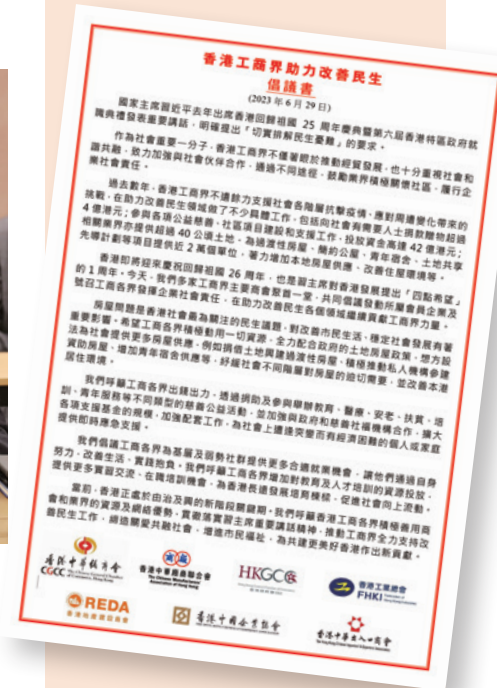 香港工商界助力改善民生
倡議書
(2023 年 6 月 29 日)
國家主席習近平去年出席香港回歸祖國 25 周年慶典暨第六屆香港特區政府就
職典禮發表重要講話，明確提出「切實排解民生憂難」的要求。
作為社會重要一分子，香港工商界不僅著眼於推動經貿發展，也十分重視社會和
諧共融，致力加強與社會伙伴合作，通過不同途徑，鼓勵業界積極關懷社區、履行企
業社會責任。
過去數年，香港工商界不遺餘力支援社會各階層抗擊疫情，應對周遭變化帶來的
挑戰，在助力改善民生領域做了不少具體工作，包括向社會有需要人士捐款贈物超過
4 億港元；參與各項公益慈善、社區項目建設和支援工作，投放資金高達 42 億港元；
相關業界亦提供超過 40 公頃土地，為過渡性房屋、簡約公屋、青年宿舍、土地共享
先導計劃等項目提供近 2 萬個單位，著力增加本地房屋供應、改善住屋環境等。
香港即將迎來慶祝回歸祖國 26 周年，也是習主席對香港發展提出「四點希望」
的 1 周年。今天，我們多家工商界主要商會聚首一堂，共同倡議發動所屬會員企業及
號召工商各界發揮企業社會責任，在助力改善民生各個領域繼續貢獻工商界力量。
房屋問題是香港社會最為關注的民生議題，對改善市民生活、穩定社會發展有著
重要影響。希望工商各界積極動用一切資源，全力配合政府的土地房屋政策，想方設
法為社會提供更多房屋供應，例如捐借土地興建過渡性房屋、積極推動私人機構參建
資助房屋、增加青年宿舍供應等，紓緩社會不同階層對房屋的迫切需要，並改善本港
居住環境。
我們呼籲工商各界出錢出力，透過捐助及參與舉辦教育、醫療、安老、扶貧、培
訓、青年服務等不同類型的慈善公益活動，並加強與政府和慈善社福機構合作，擴大
各項支援基金的規模，加強配套工作，為社會上遭逢突變而有經濟困難的個人或家庭
提供即時應急支援。
我們倡議工商各界為基層及弱勢社群提供更多合適就業機會，讓他們通過自身
努力，改善生活、實踐抱負。我們呼籲工商各界增加對教育及人才培訓的資源投放，
提供更多實習交流、在職培訓機會，為香港長遠發展培育棟樑，促進社會向上流動。
當前，香港正處於由治及興的新階段關鍵期。我們呼籲香港工商各界積極善用商
會和業界的資源及網絡優勢，貫徹落實習主席重要講話精神，推動工商界全力支持改
善民生工作，締造關愛共融社會，增進市民福祉，為共建更美好香港作出新貢獻。
香港中華總商會
CGCC
香港中華廠商聯合會
The Chinese Manufacturers'
Association of Hong Kong
HKGCC
香港工業總會
FHKI
REDA
香港地產建設商會
香港中國企業協會
香港中華出入口商會